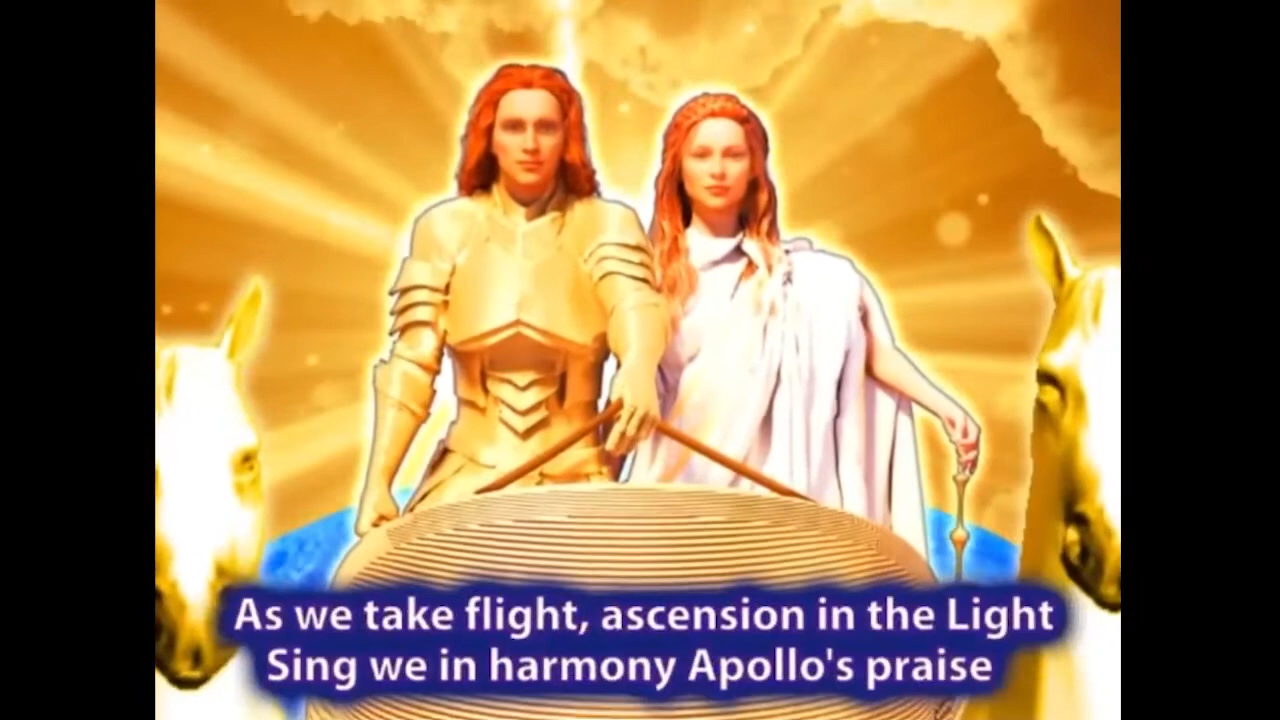 As we take flight, ascension in the Light
Sing we in harmony Apollo's praise